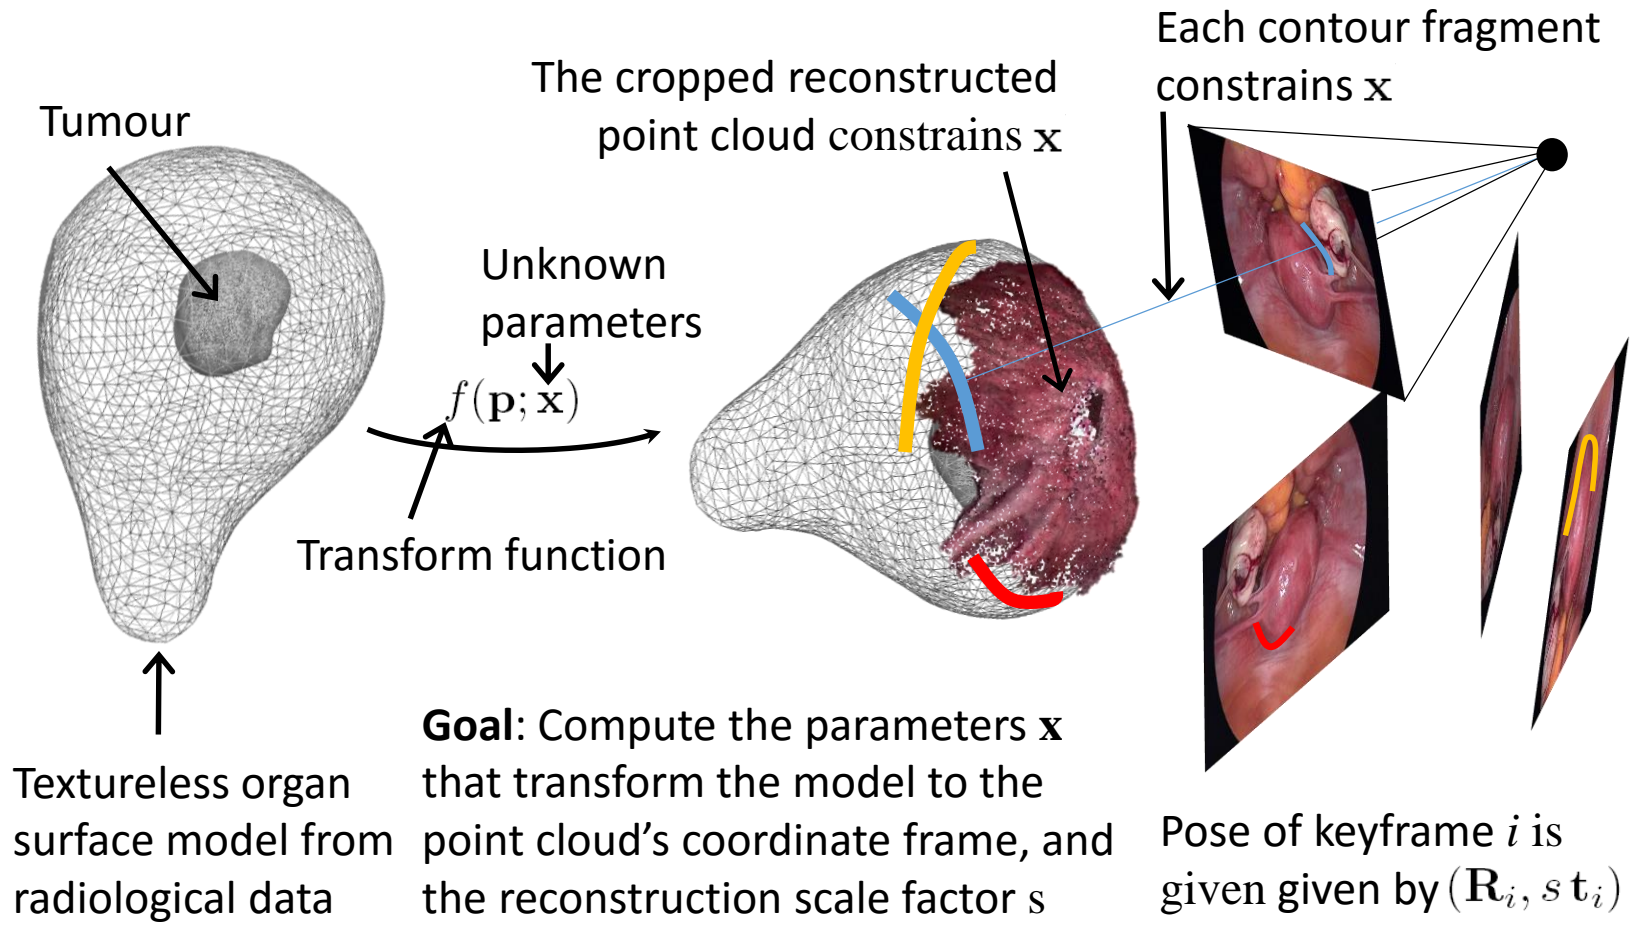 Tumour
The cropped reconstructed
point cloud constrains x
Each contour fragment
constrains x
Unknown
parameters
f(p; x)
Transform function
Textureless organ
surface model from
radiological data
Goal: Compute the parameters x
that transform the model to the
point cloud’s coordinate frame, and
the reconstruction scale factor s
Pose of keyframe i is
given given by (R_i, s t_i)